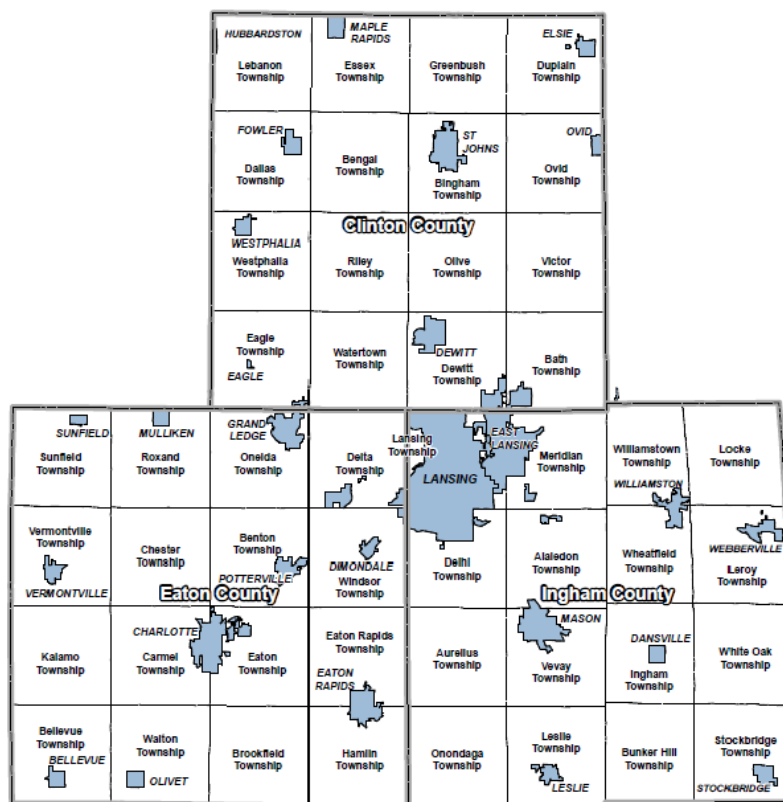 HUBBARDSTON
MAPLE
RAPIDS
ELSIE
Lebanon
Township
Essex
Township
Greenbush
Township
Duplain
Township
FOWLER
ST
JOHNS
OVID
Dallas
Township
Bengal
Township
Bingham
Township
Ovid
Township
Clinton County
WESTPHALIA
Westphalia
Township
Riley
Township
Olive
Township
Victor
Township
Eagle
Township
EAGLE
Watertown
Township
DEWITT
Dewitt
Township
Bath
Township
SUNFIELD
Sunfield
Township
MULLIKEN
Roxand
Township
GRAND
LEDGE
Oneida
Township
Delta
Township
Lansing
Township
LANSING
EAST
LANSING
Meridian
Township
Williamstown
Township
WILLIAMSTON
Locke
Township
Vermontville
Township
VERMONTVILLE
Chester
Township
Benton
Township
POTTERVILLE
DIMONDALE
Windsor
Township
Delhi
Township
Alaiedon
Township
Wheatfield
Township
WEBBERVILLE
Leroy
Township
Eaton County
Ingham County
Kalamo
Township
CHARLOTTE
Carmel
Township
Eaton
Township
Eaton Rapids
Township
EATON
RAPIDS
Aurelius
Township
MASON
Vevay
Township
DANSVILLE
Ingham
Township
White Oak
Township
Bellevue
Township
BELLEVUE
Walton
Township
OLIVET
Brookfield
Township
Hamlin
Township
Onondaga
Township
Leslie
Township
LESLIE
Bunker Hill
Township
Stockbridge
Township
STOCKBRIDGE